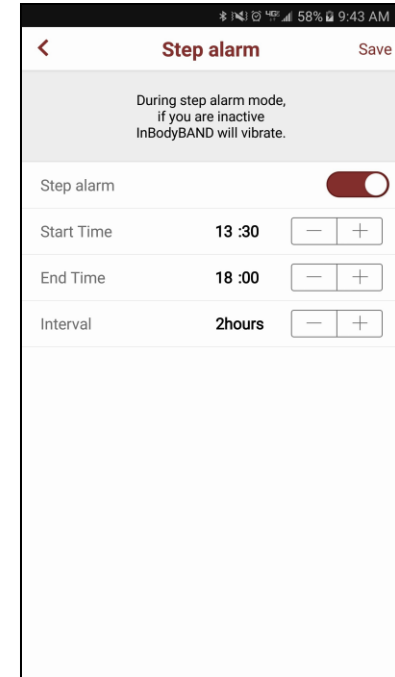 58% 9:43 AM
Step alarm Save
During step alarm mode,
if you are inactive
InBodyBAND will vibrate.
Step alarm
Start Time 13 :30 — +
End Time 18 :00 — +
Interval 2hours — +